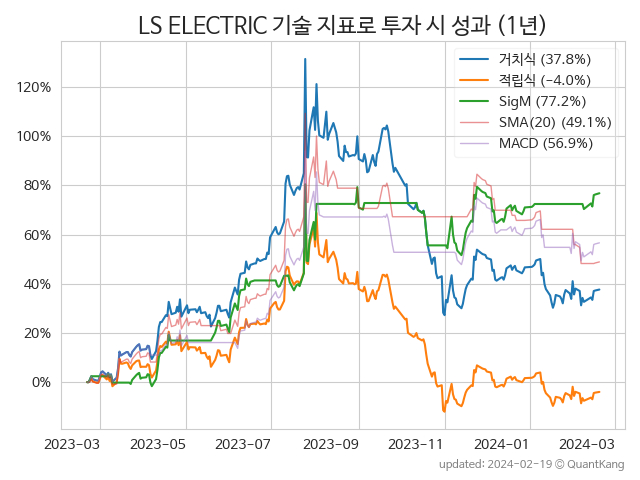 LS ELECTRIC 기술 지표로 투자 시 성과 (1년)
거치식 (37.8%)
적립식 (-4.0%)
SigM (77.2%)
SMA(20) (49.1%)
MACD (56.9%)
120%
100%
80%
60%
40%
20%
0%
2023-03 2023-05 2023-07 2023-09 2023-11 2024-01 2024-03
updated: 2024-02-19 © QuantKang